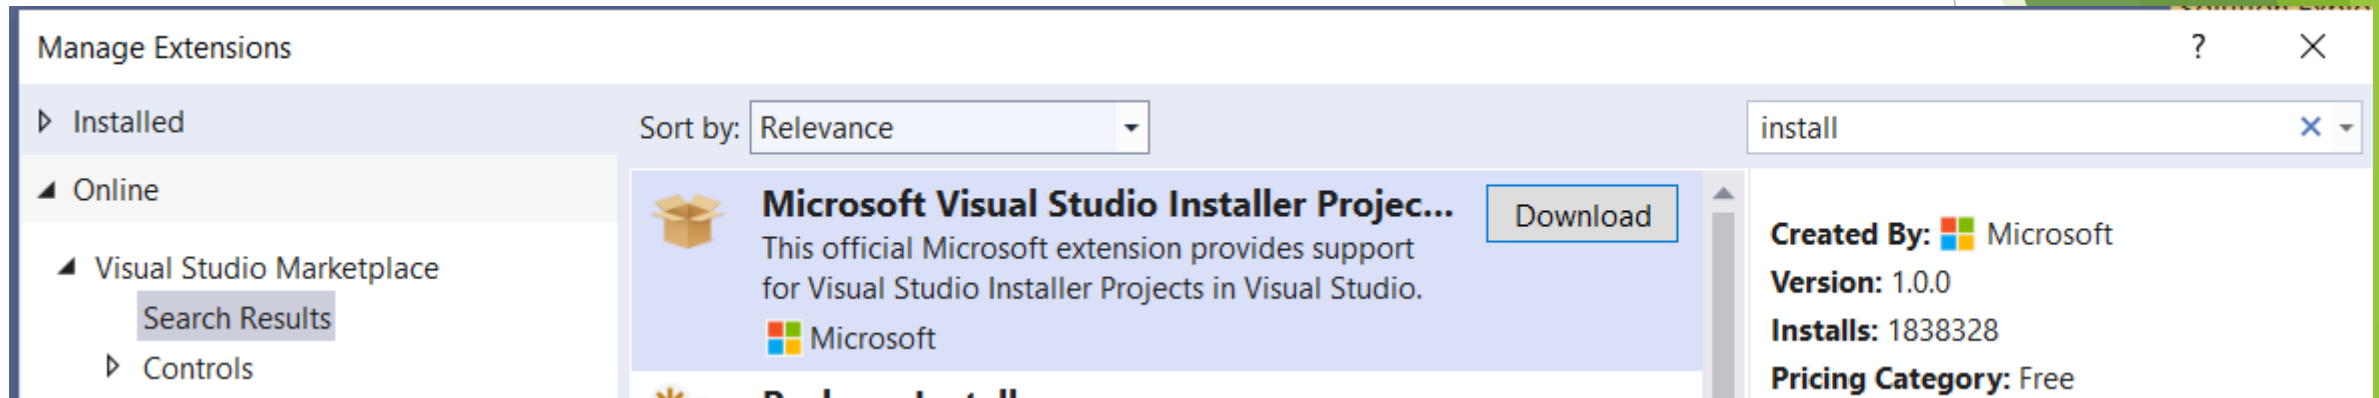 Manage Extensions
?
Installed
Sort by: Relevance
install
Online
Microsoft Visual Studio Installer Projec...
Download
This official Microsoft extension provides support
for Visual Studio Installer Projects in Visual Studio.
Microsoft
Visual Studio Marketplace
Search Results
Controls
Created By: Microsoft
Version: 1.0.0
Installs: 1838328
Pricing Category: Free